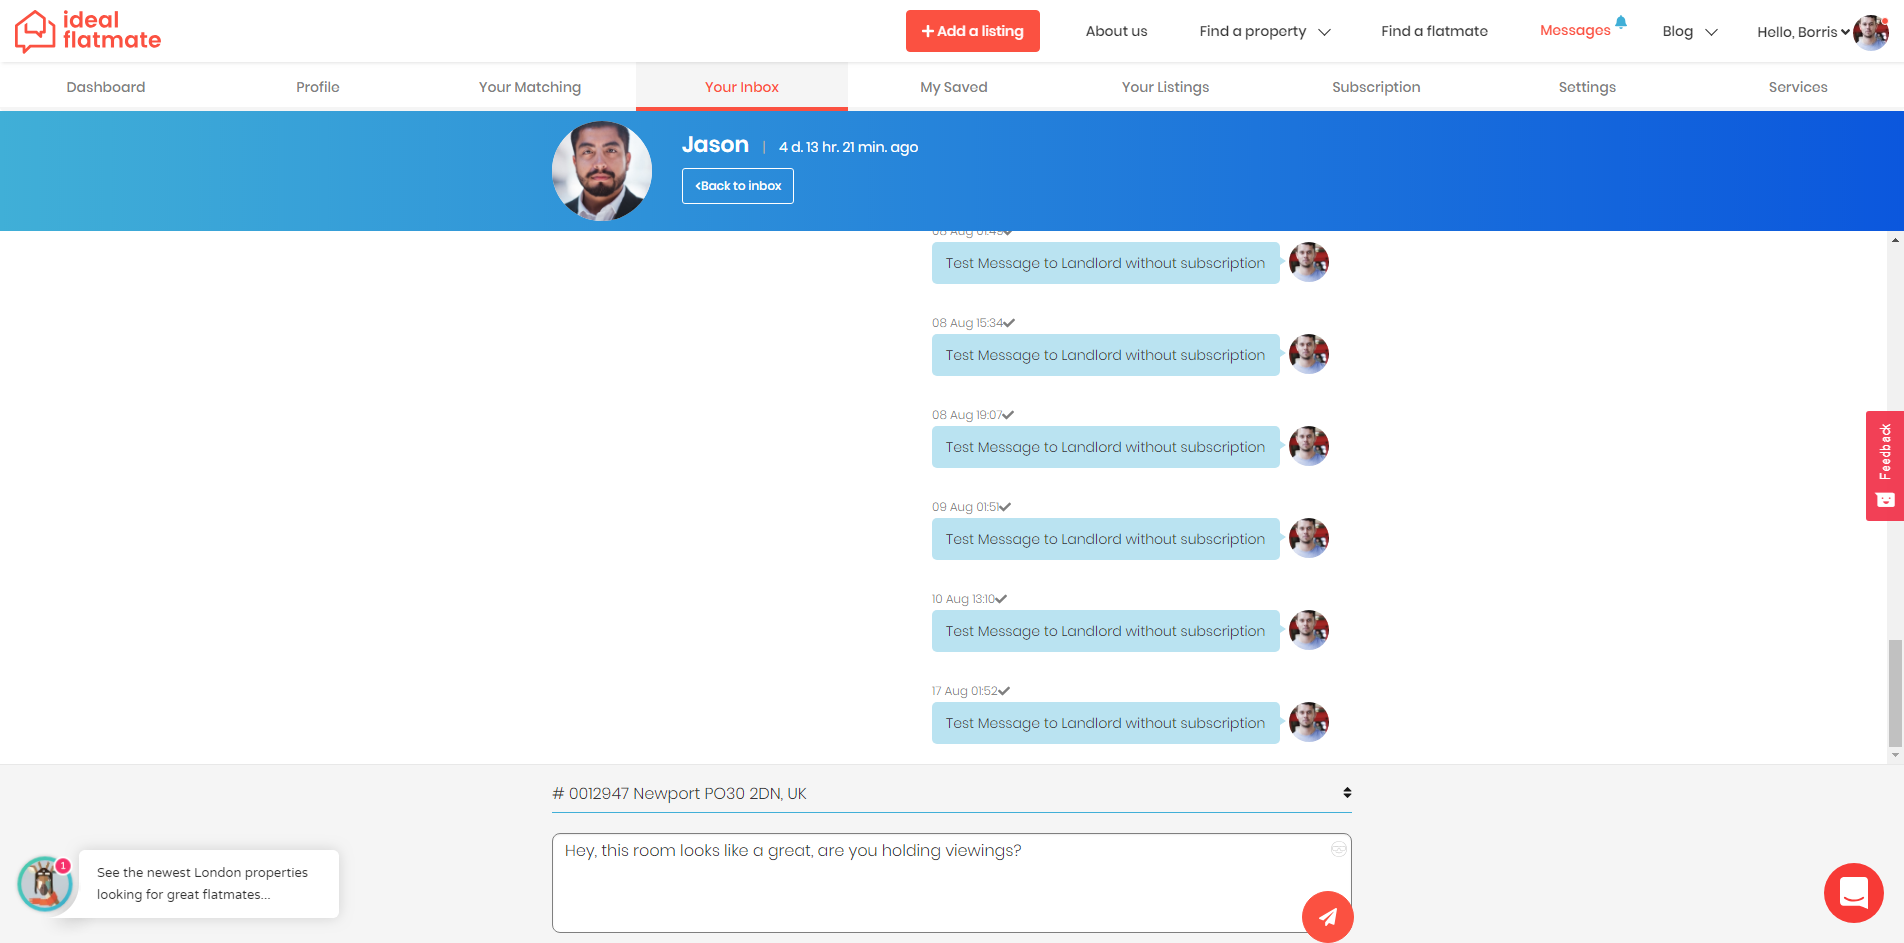 ideal
flatmate
Add a listing
About us
Find a property
Find a flatmate
Messages
Blog
Hello, Borris
Dashboard
Profile
Your Matching
Your Inbox
My Saved
Your Listings
Subscription
Settings
Services
Jason | 4 d. 13 hr. 21 min. ago
Back to inbox
08 Aug 01:49
Test Message to Landlord without subscription
08 Aug 15:34
Test Message to Landlord without subscription
08 Aug 19:07
Test Message to Landlord without subscription
09 Aug 01:51
Test Message to Landlord without subscription
10 Aug 13:10
Test Message to Landlord without subscription
17 Aug 01:52
Test Message to Landlord without subscription
Feedback
# 0012947 Newport PO30 2DN, UK
Hey, this room looks like a great, are you holding viewings?
1
See the newest London properties
looking for great flatmates...